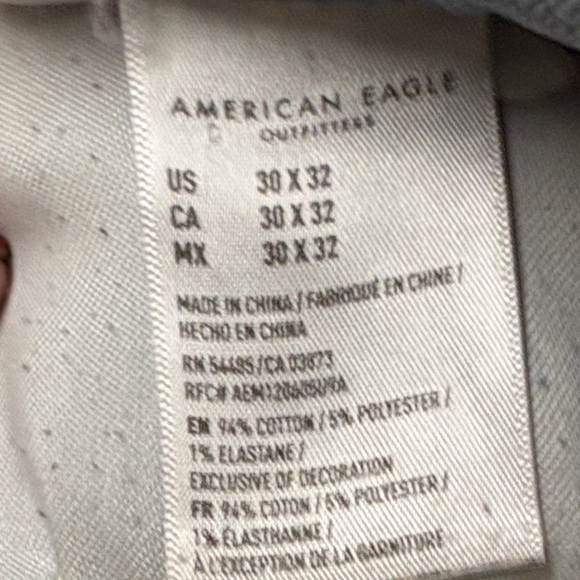 AMERICAN EAGLE
OUTFITTERS
US 30 X 32
CA 30 X 32
MX 30 X 32
MADE IN CHINA / FABRIQUÉ EN CHINE /
HECHO EN CHINA
RN 54485/CA 03873
RFC# AEM120605U9A
EN 94% COTTON / 5% POLYESTER /
1% ELASTANE /
EXCLUSIVE OF DECORATION
FR 94% COTON / 5% POLYESTER /
1% ÉLASTHANNE /
À L'EXCEPTION DE LA GARNITURE